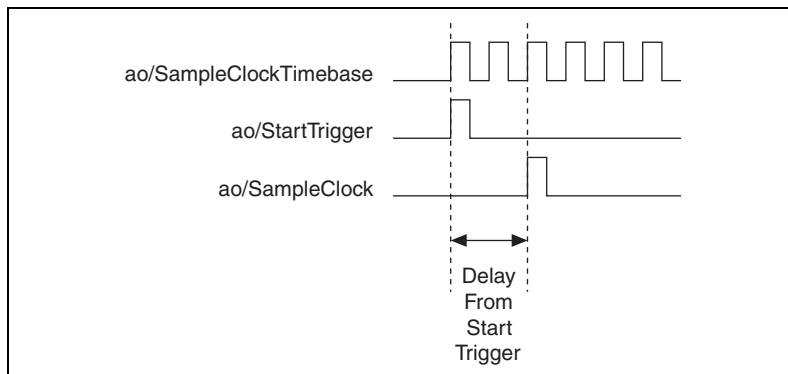 ao/SampleClockTimebase
ao/StartTrigger
ao/SampleClock
Delay
From
Start
Trigger